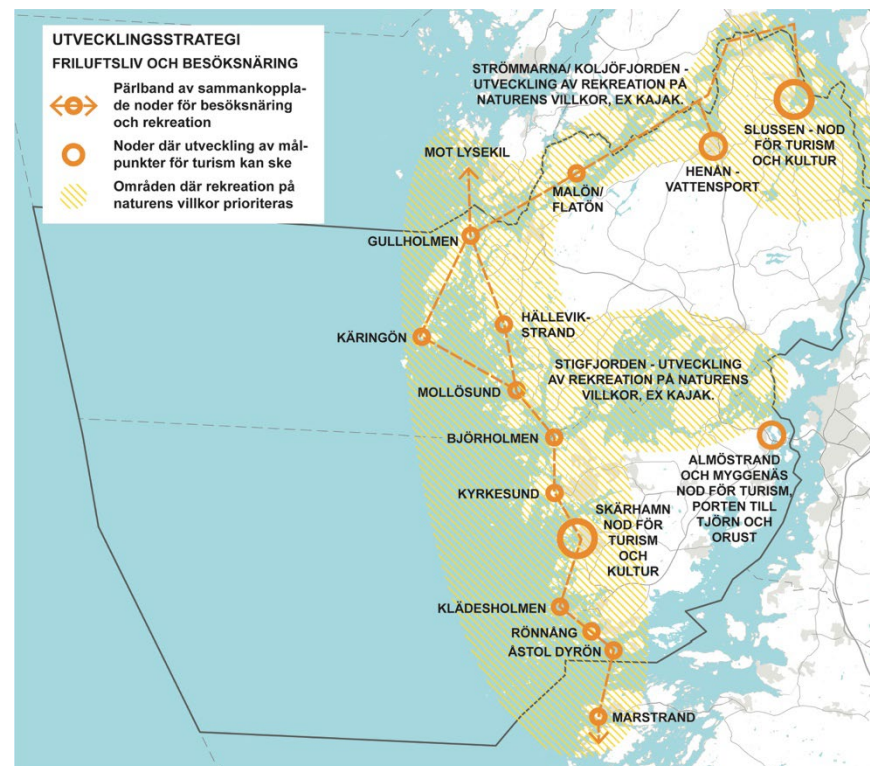 UTVECKLINGSSTRATEGI
FRILUFTSLIV OCH BESÖKSNÄRING
Pärlband av sammankoppla-
de noder för besöksnäring
och rekreation
Noder där utveckling av mål-
punkter för turism kan ske
Områden där rekreation på
naturens villkor prioriteras
STRÖMMARNA/ KOLJÖFJORDEN -
UTVECKLING AV REKREATION PÅ
NATURENS VILLKOR, EX KAJAK.
SLUSSEN - NOD
FÖR TURISM
OCH KULTUR
HENÅN -
VATTENSPORT
MOT LYSEKIL
MALÖN/
FLATÖN
GULLHOLMEN
HÄLLEVIK-
STRAND
KÄRINGÖN
STIGFJORDEN - UTVECKLING
AV REKREATION PÅ NATURENS
VILLKOR, EX KAJAK.
MOLLÖSUND
BJÖRHOLMEN
ALMÖSTRAND
OCH MYGGENÄS
NOD FÖR TURISM,
PORTEN TILL
TJÖRN OCH
ORUST
KYRKESUND
SKÄRHAMN
NOD FÖR
TURISM
OCH
KULTUR
KLÄDESHOLMEN
RÖNNÄNG
ÅSTOL DYRÖN
MARSTRAND